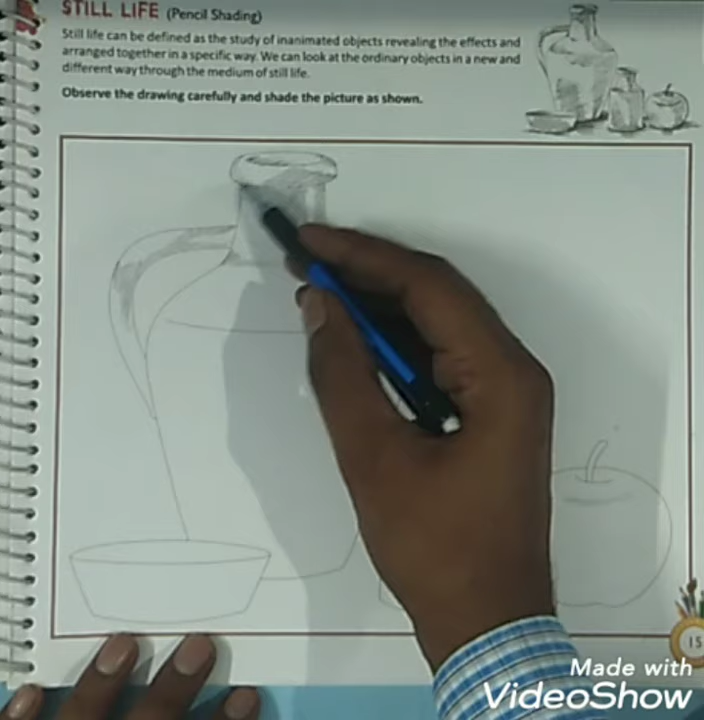 STILL LIFE (Pencil Shading)
Still life can be defined as the study of inanimated objects revealing the effects and
arranged together in a specific way. We can look at the ordinary objects in a new and
different way through the medium of still life.
Observe the drawing carefully and shade the picture as shown.
15
Made with
VideoShow